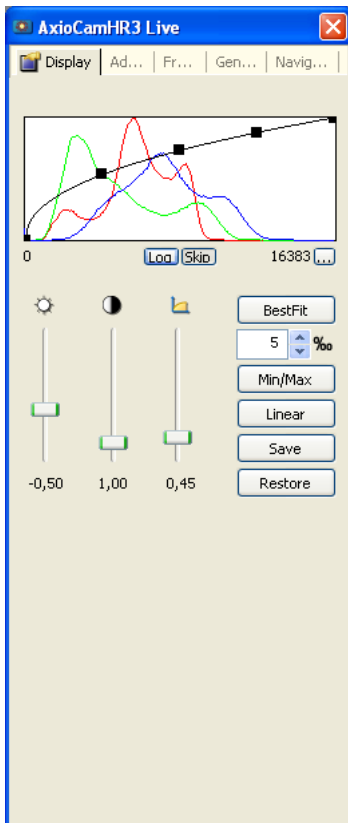 AxioCamHR3 Live
Display Ad... Fr... Gen... Navig...
0 Log Skip 16383 ...
BestFit
5 ‰
Min/Max
Linear
Save
-0,50 1,00 0,45 Restore